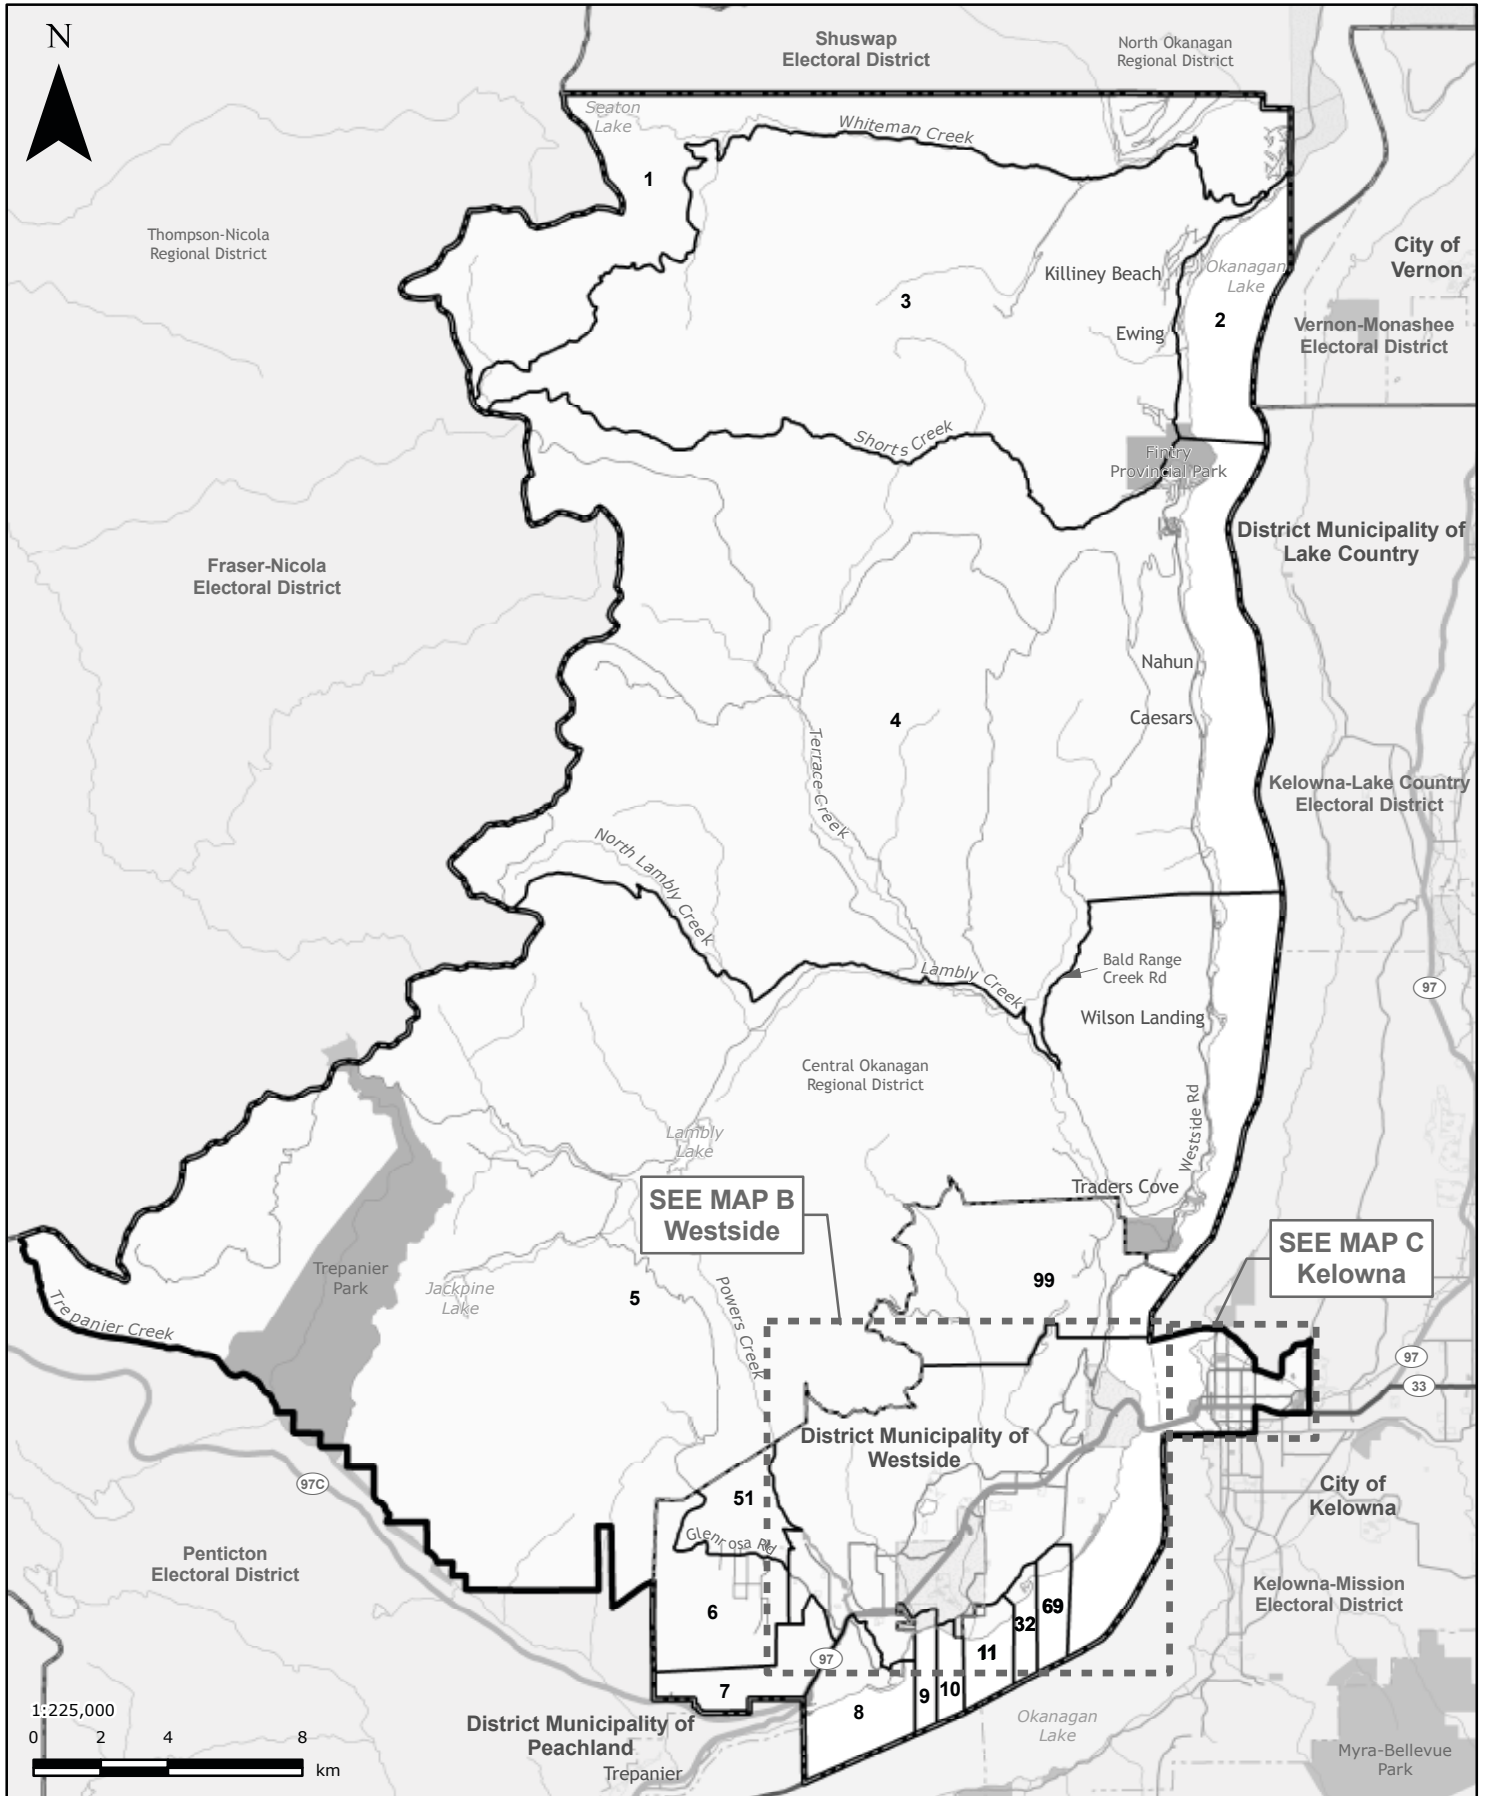 N
Shuswap
Electoral District
North Okanagan
Regional District
Seaton
Lake
Whiteman Creek
1
Thompson-Nicola
Regional District
City of
Vernon
Killiney Beach
Okanagan
Lake
3
2
Ewing
Vernon-Monashee
Electoral District
Shorts Creek
Fintry
Provincial Park
District Municipality of
Lake Country
Fraser-Nicola
Electoral District
Nahun
4
Caesars
Terrace Creek
Kelowna-Lake Country
Electoral District
North Lambly Creek
Lambly Creek
Bald Range
Creek Rd
97
Wilson Landing
Central Okanagan
Regional District
Lambly
Lake
Westside Rd
Traders Cove
SEE MAP B
Westside
SEE MAP C
Kelowna
Trepanier
Park
Jackpine
Lake
5
99
Trepanier Creek
Powers Creek
97
33
District Municipality of
Westside
97C
51
City of
Kelowna
Glenrosa Rd
Penticton
Electoral District
Kelowna-Mission
Electoral District
6
69
32
11
97
7
10
9
8
1:225,000
0 2 4 8
km
District Municipality of
Peachland
Trepanier
Okanagan
Lake
Myra-Bellevue
Park